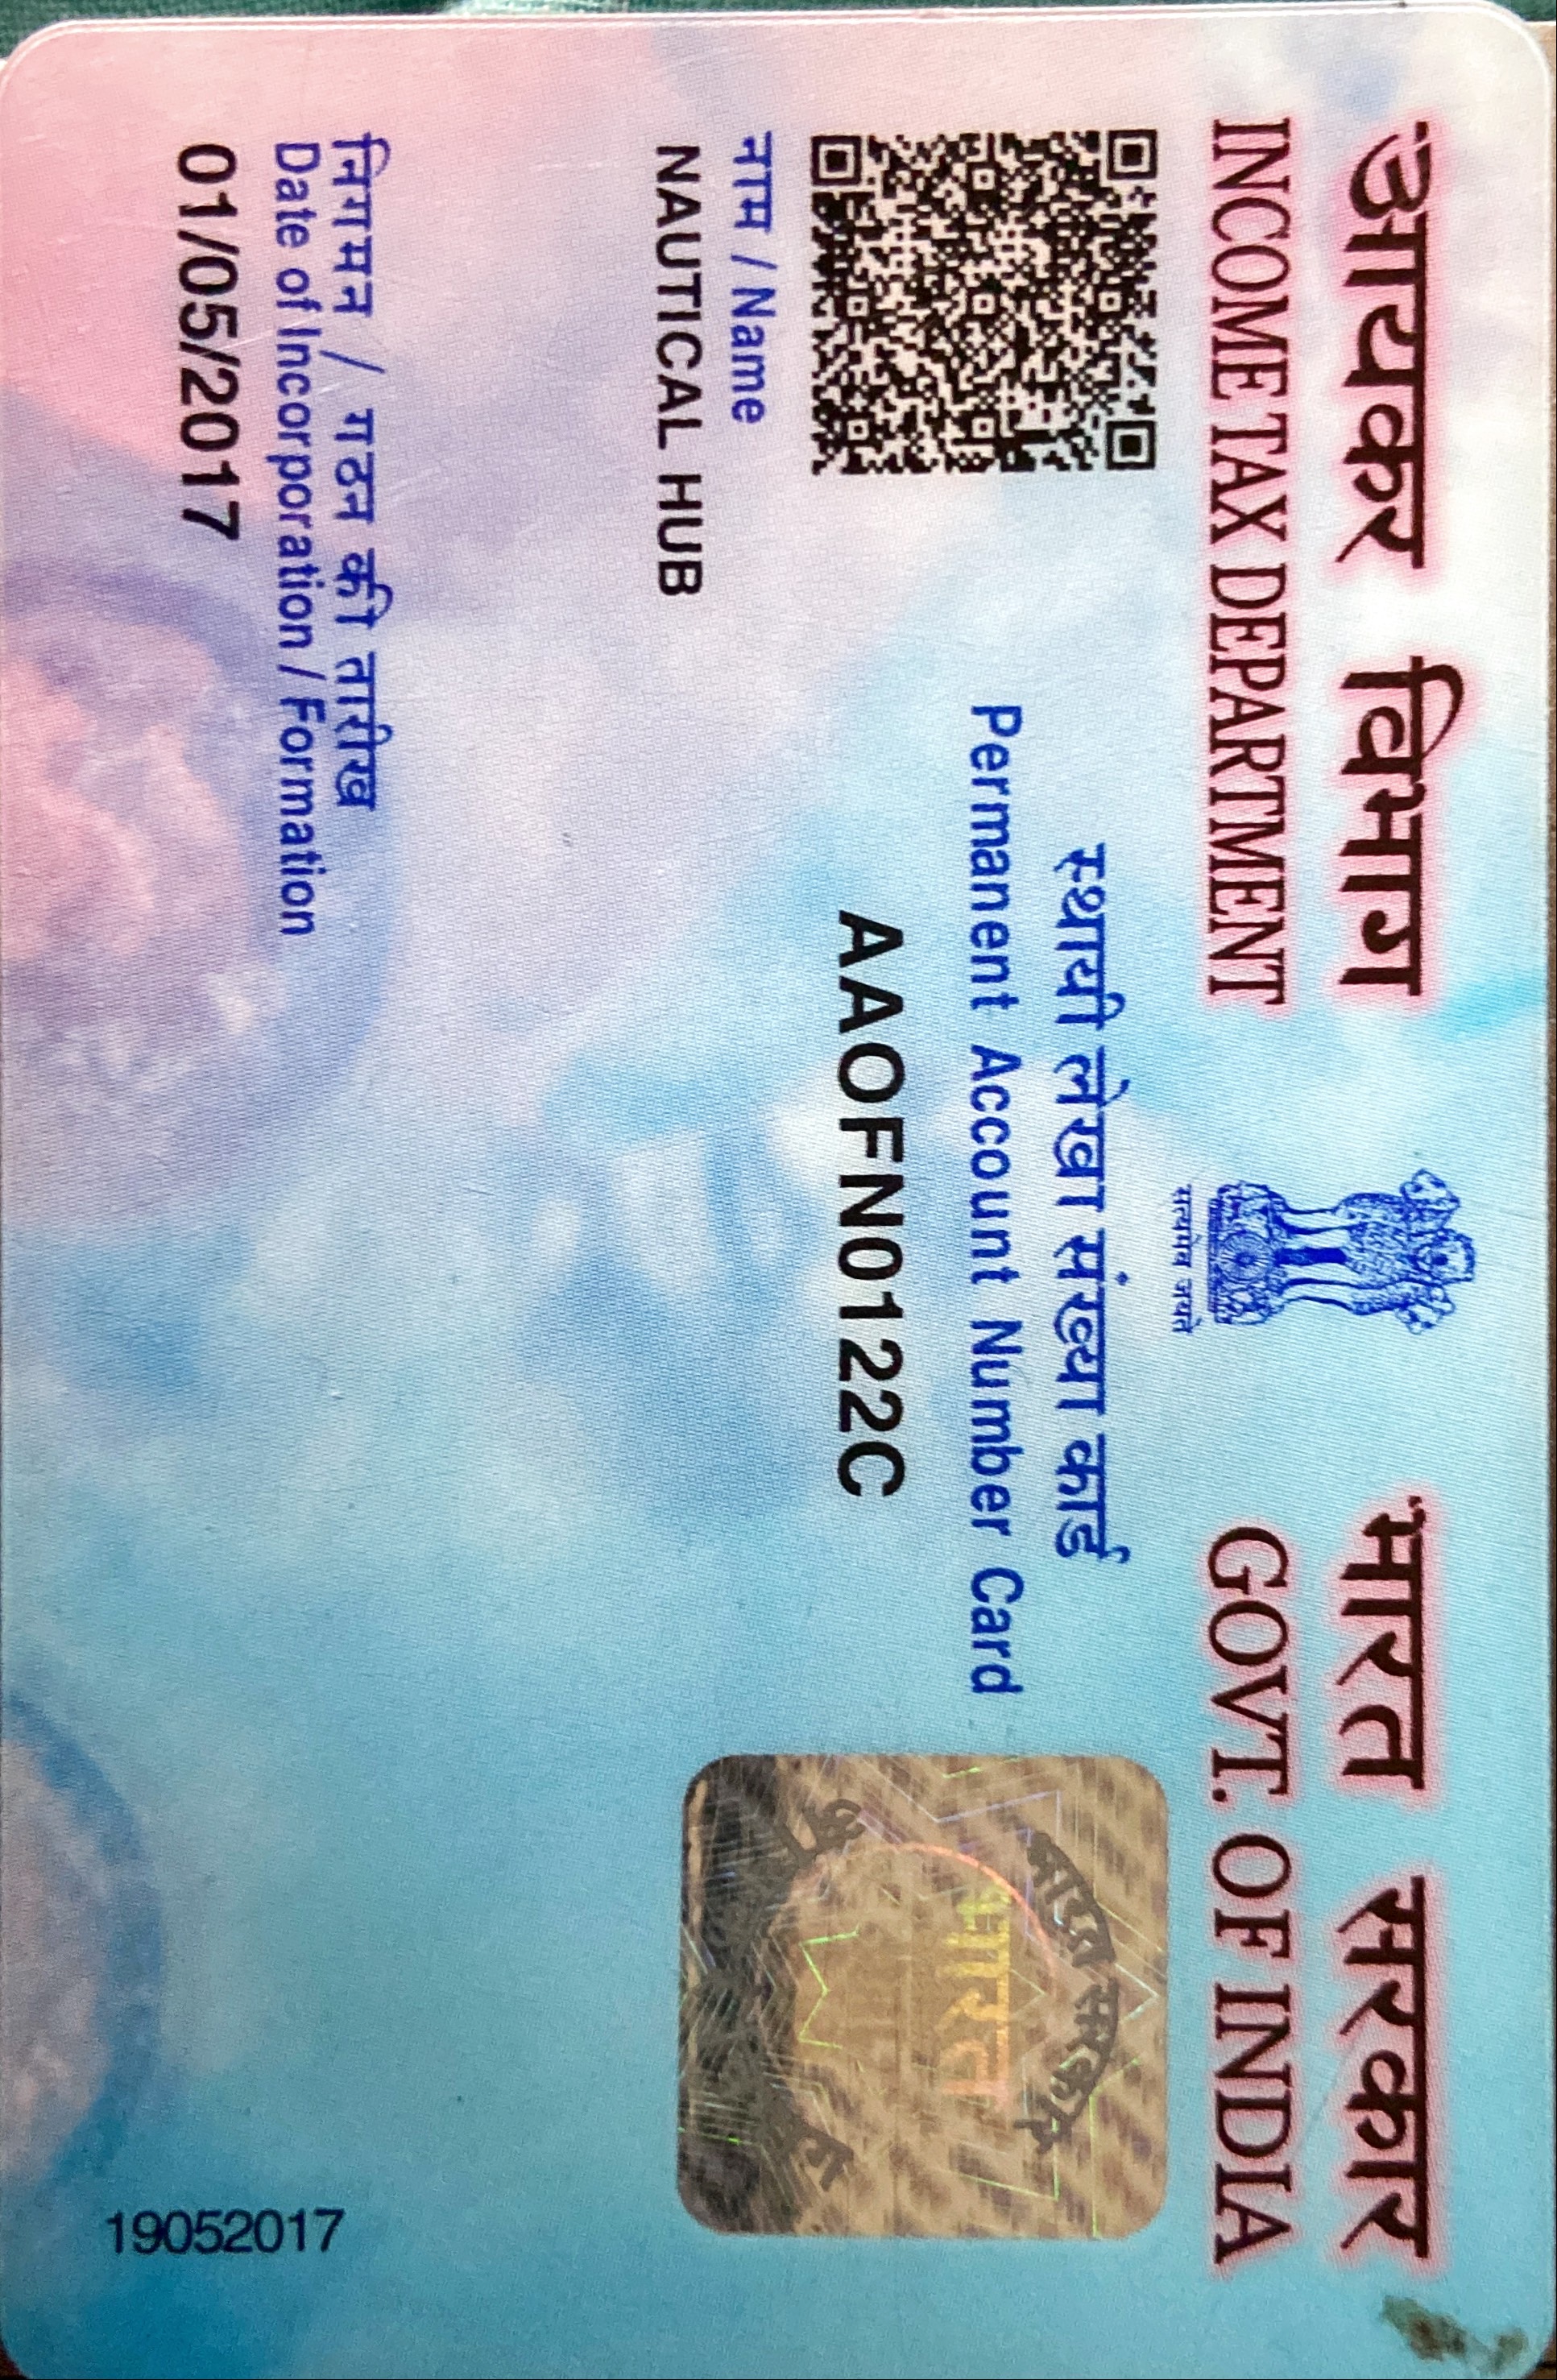 आयकर विभाग
INCOME TAX DEPARTMENT
सत्यमेव जयते
भारत सरकार
GOVT. OF INDIA
स्थायी लेखा संख्या कार्ड
Permanent Account Number Card
AAOFN0122C
नाम / Name
NAUTICAL HUB
भारत सरकार
भारत
निगमन / गठन की तारीख
Date of Incorporation / Formation
01/05/2017
19052017